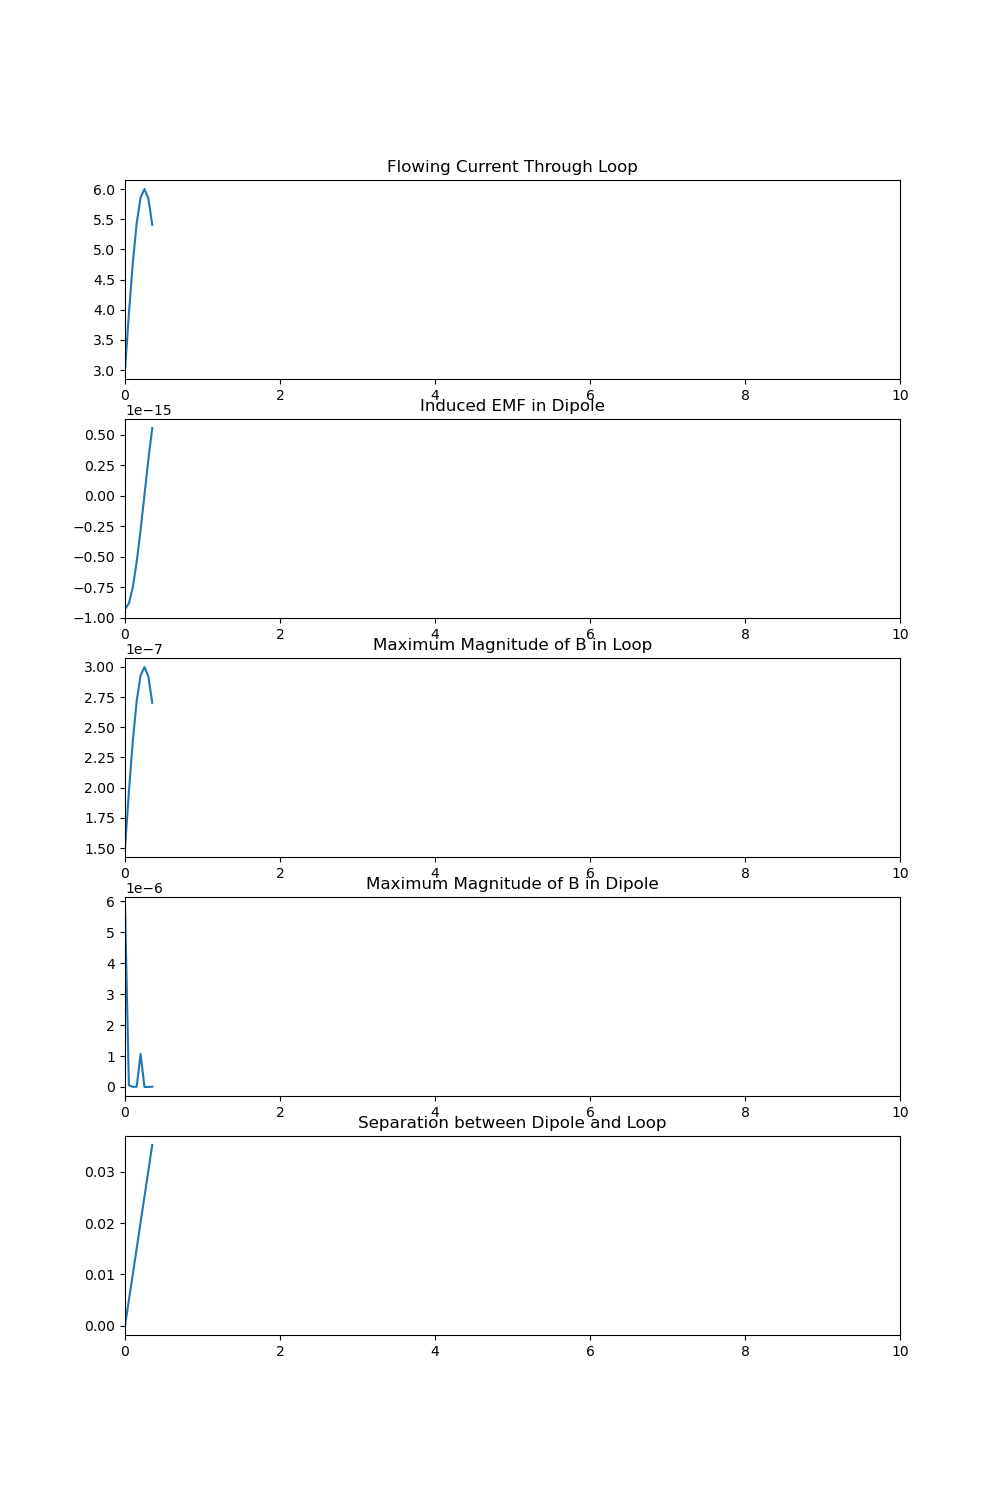 Flowing Current Through Loop
6.0
5.5
5.0
4.5
4.0
3.5
3.0
0 2 4 6 8 10
Induced EMF in Dipole
1e−15
0.50
0.25
0.00
−0.25
−0.50
−0.75
−1.00
0 2 4 6 8 10
Maximum Magnitude of B in Loop
1e−7
3.00
2.75
2.50
2.25
2.00
1.75
1.50
0 2 4 6 8 10
Maximum Magnitude of B in Dipole
1e−6
6
5
4
3
2
1
0
0 2 4 6 8 10
Separation between Dipole and Loop
0.03
0.02
0.01
0.00
0 2 4 6 8 10